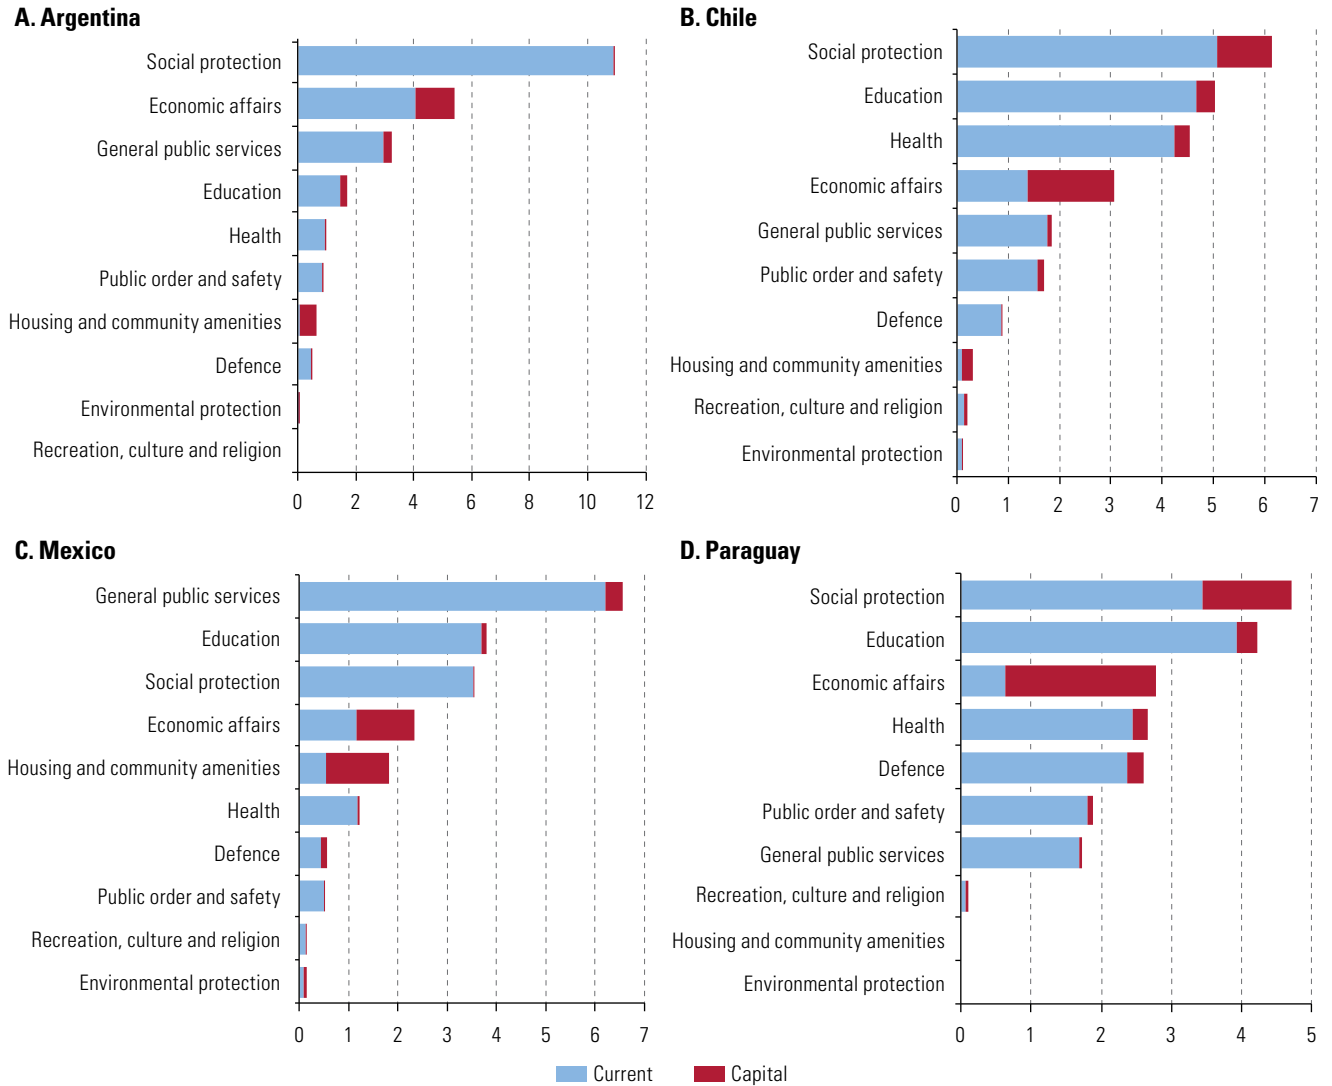 A. Argentina
Social protection
Economic affairs
General public services
Education
Health
Public order and safety
Housing and community amenities
Defence
Environmental protection
Recreation, culture and religion
0 2 4 6 8 10 12
B. Chile
Social protection
Education
Health
Economic affairs
General public services
Public order and safety
Defence
Housing and community amenities
Recreation, culture and religion
Environmental protection
0 1 2 3 4 5 6 7
C. Mexico
General public services
Education
Social protection
Economic affairs
Housing and community amenities
Health
Defence
Public order and safety
Recreation, culture and religion
Environmental protection
0 1 2 3 4 5 6 7
D. Paraguay
Social protection
Education
Economic affairs
Health
Defence
Public order and safety
General public services
Recreation, culture and religion
Housing and community amenities
Environmental protection
0 1 2 3 4 5
Current Capital